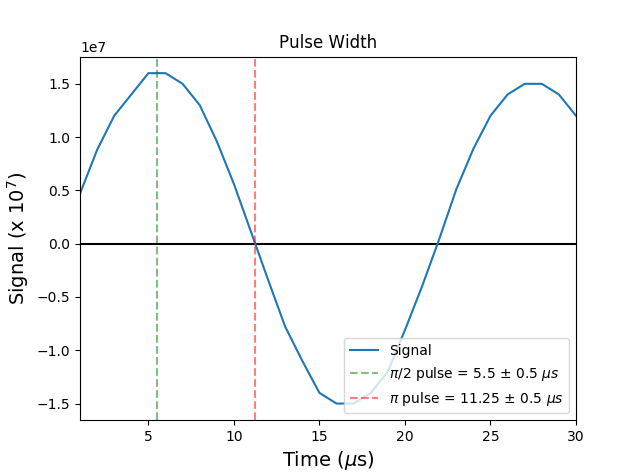 Pulse Width
1e7
1.5
1.0
0.5
0.0
−0.5
−1.0
−1.5
Signal (x 10⁷)
Signal
π/2 pulse = 5.5 ± 0.5 μs
π pulse = 11.25 ± 0.5 μs
5 10 15 20 25 30
Time (μs)